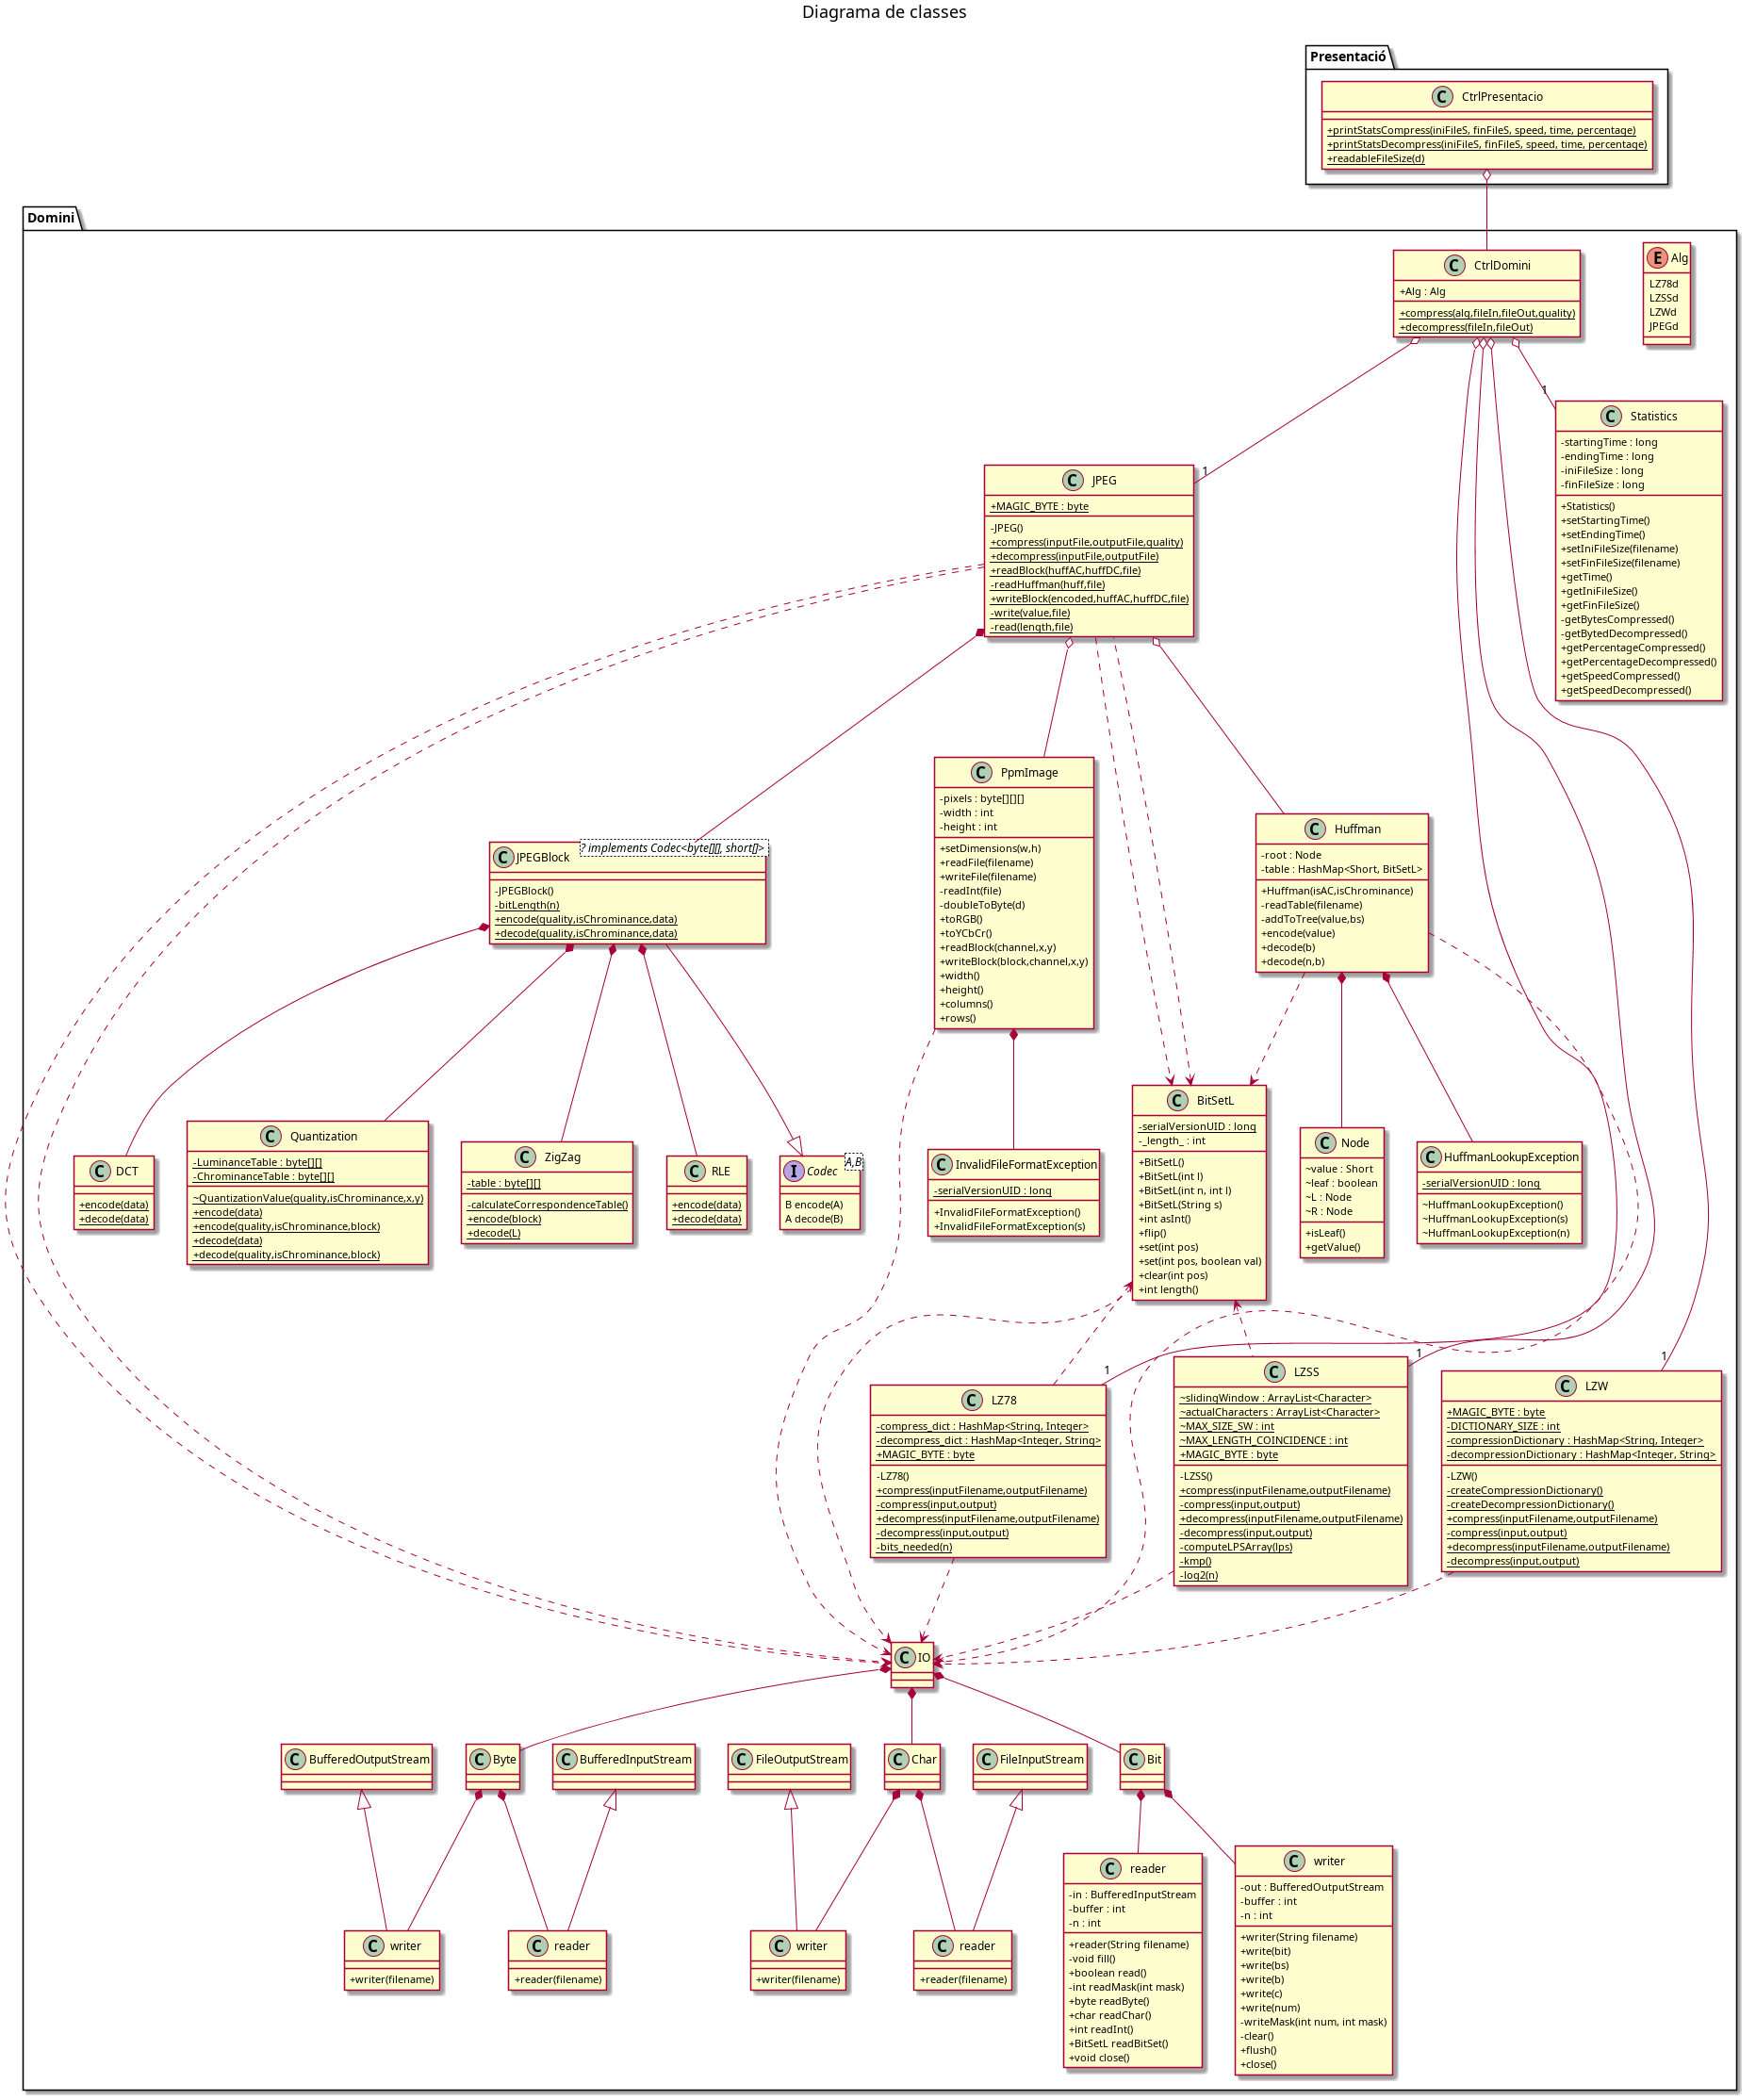 Diagrama de classes
Presentació
CtrlPresentacio
+printStatsCompress(iniFileS, finFileS, speed, time, percentage)
+printStatsDecompress(iniFileS, finFileS, speed, time, percentage)
+readableFileSize(d)
Domini
CtrlDomini
+Alg : Alg
+compress(alg,fileIn,fileOut,quality)
+decompress(fileIn,fileOut)
Alg
LZ78d
LZSSd
LZWd
JPEGd
1
Statistics
-startingTime : long
-endingTime : long
-iniFileSize : long
-finFileSize : long
+Statistics()
+setStartingTime()
+setEndingTime()
+setIniFileSize(filename)
+setFinFileSize(filename)
+getTime()
+getIniFileSize()
+getFinFileSize()
-getBytesCompressed()
-getBytedDecompressed()
+getPercentageCompressed()
+getPercentageDecompressed()
+getSpeedCompressed()
+getSpeedDecompressed()
1
JPEG
+MAGIC_BYTE : byte
-JPEG()
+compress(inputFile,outputFile,quality)
+decompress(inputFile,outputFile)
+readBlock(huffAC,huffDC,file)
-readHuffman(huff,file)
+writeBlock(encoded,huffAC,huffDC,file)
-write(value,file)
-read(length,file)
JPEGBlock
? implements Codec<byte[][], short[]>
-JPEGBlock()
-bitLength(n)
+encode(quality,isChrominance,data)
+decode(quality,isChrominance,data)
PpmImage
-pixels : byte[][][]
-width : int
-height : int
+setDimensions(w,h)
+readFile(filename)
+writeFile(filename)
-readInt(file)
-doubleToByte(d)
+toRGB()
+toYCbCr()
+readBlock(channel,x,y)
+writeBlock(block,channel,x,y)
+width()
+height()
+columns()
+rows()
Huffman
-root : Node
-table : HashMap<Short, BitSetL>
+Huffman(isAC,isChrominance)
-readTable(filename)
-addToTree(value,bs)
+encode(value)
+decode(b)
+decode(n,b)
DCT
+encode(data)
+decode(data)
Quantization
-LuminanceTable : byte[][]
-ChrominanceTable : byte[][]
~QuantizationValue(quality,isChrominance,x,y)
+encode(data)
+encode(quality,isChrominance,block)
+decode(data)
+decode(quality,isChrominance,block)
ZigZag
-table : byte[][]
-calculateCorrespondenceTable()
+encode(block)
+decode(L)
RLE
+encode(data)
+decode(data)
Codec
A,B
B encode(A)
A decode(B)
InvalidFileFormatException
-serialVersionUID : long
+InvalidFileFormatException()
+InvalidFileFormatException(s)
BitSetL
-serialVersionUID : long
-_length_ : int
+BitSetL()
+BitSetL(int l)
+BitSetL(int n, int l)
+BitSetL(String s)
+int asInt()
+flip()
+set(int pos)
+set(int pos, boolean val)
+clear(int pos)
+int length()
Node
~value : Short
~leaf : boolean
~L : Node
~R : Node
+isLeaf()
+getValue()
HuffmanLookupException
-serialVersionUID : long
~HuffmanLookupException()
~HuffmanLookupException(s)
~HuffmanLookupException(n)
1
LZ78
-compress_dict : HashMap<String, Integer>
-decompress_dict : HashMap<Integer, String>
+MAGIC_BYTE : byte
-LZ78()
+compress(inputFilename,outputFilename)
-compress(input,output)
+decompress(inputFilename,outputFilename)
-decompress(input,output)
-bits_needed(n)
1
LZSS
~slidingWindow : ArrayList<Character>
~actualCharacters : ArrayList<Character>
~MAX_SIZE_SW : int
~MAX_LENGTH_COINCIDENCE : int
+MAGIC_BYTE : byte
-LZSS()
+compress(inputFilename,outputFilename)
-compress(input,output)
+decompress(inputFilename,outputFilename)
-decompress(input,output)
-computeLPSArray(lps)
-kmp()
-log2(n)
1
LZW
+MAGIC_BYTE : byte
-DICTIONARY_SIZE : int
-compressionDictionary : HashMap<String, Integer>
-decompressionDictionary : HashMap<Integer, String>
-LZW()
-createCompressionDictionary()
-createDecompressionDictionary()
+compress(inputFilename,outputFilename)
-compress(input,output)
+decompress(inputFilename,outputFilename)
-decompress(input,output)
IO
BufferedOutputStream
Byte
BufferedInputStream
FileOutputStream
Char
FileInputStream
Bit
writer
+writer(filename)
reader
+reader(filename)
writer
+writer(filename)
reader
+reader(filename)
reader
-in : BufferedInputStream
-buffer : int
-n : int
+reader(String filename)
-void fill()
+boolean read()
-int readMask(int mask)
+byte readByte()
+char readChar()
+int readInt()
+BitSetL readBitSet()
+void close()
writer
-out : BufferedOutputStream
-buffer : int
-n : int
+writer(String filename)
+write(bit)
+write(bs)
+write(b)
+write(c)
+write(num)
-writeMask(int num, int mask)
-clear()
+flush()
+close()